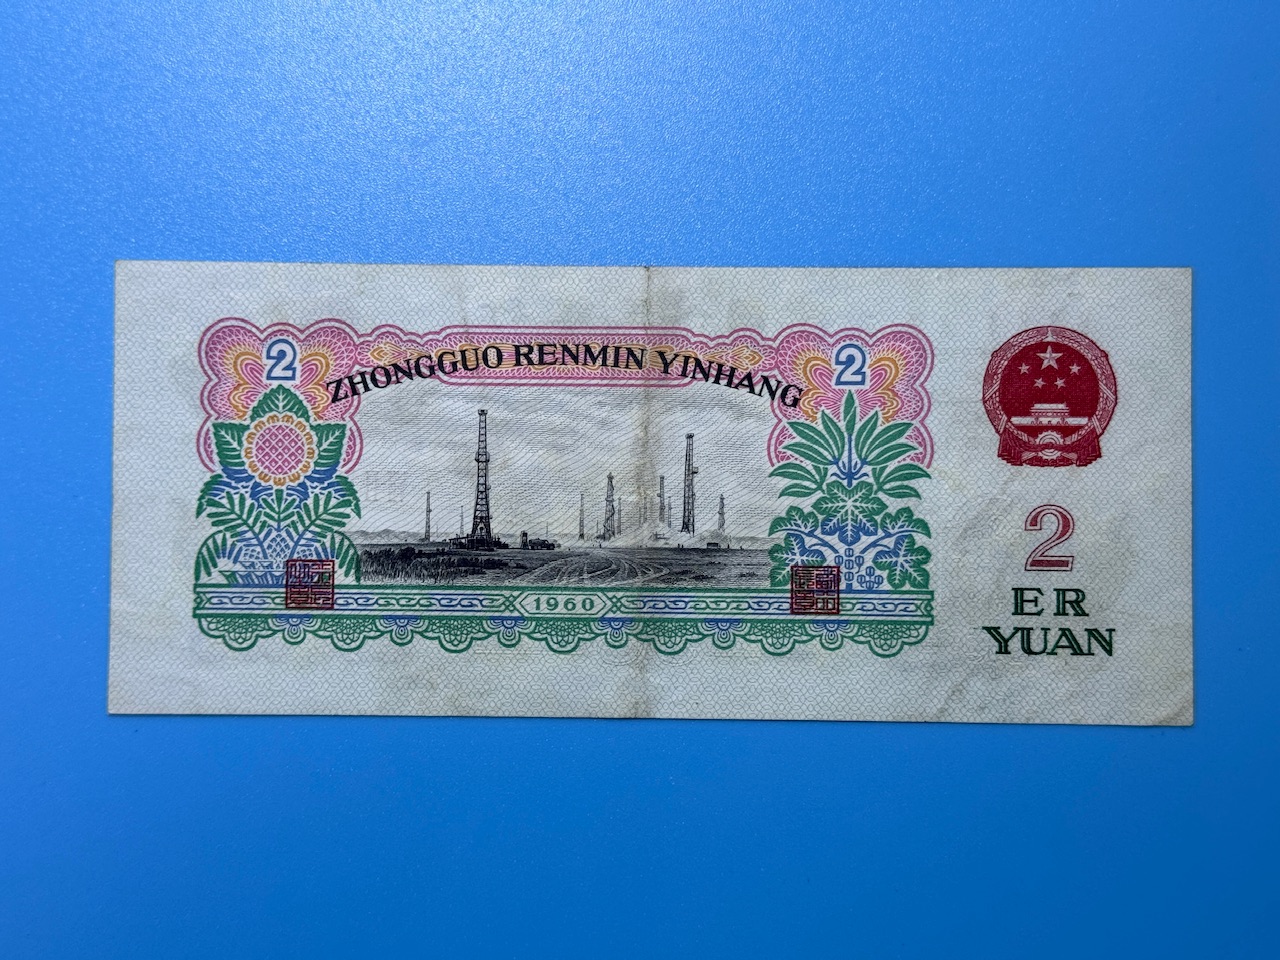 2
2
ZHONGGUO RENMIN YINHANG
2
ER
YUAN
1960